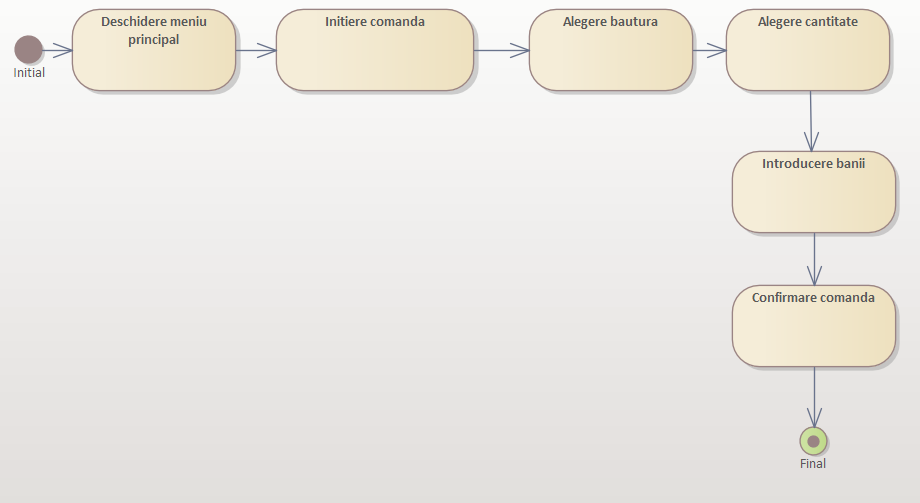 Deschidere meniu
principal
Initiere comanda
Alegere bautura
Alegere cantitate
Initial
Introducere banii
Confirmare comanda
Final